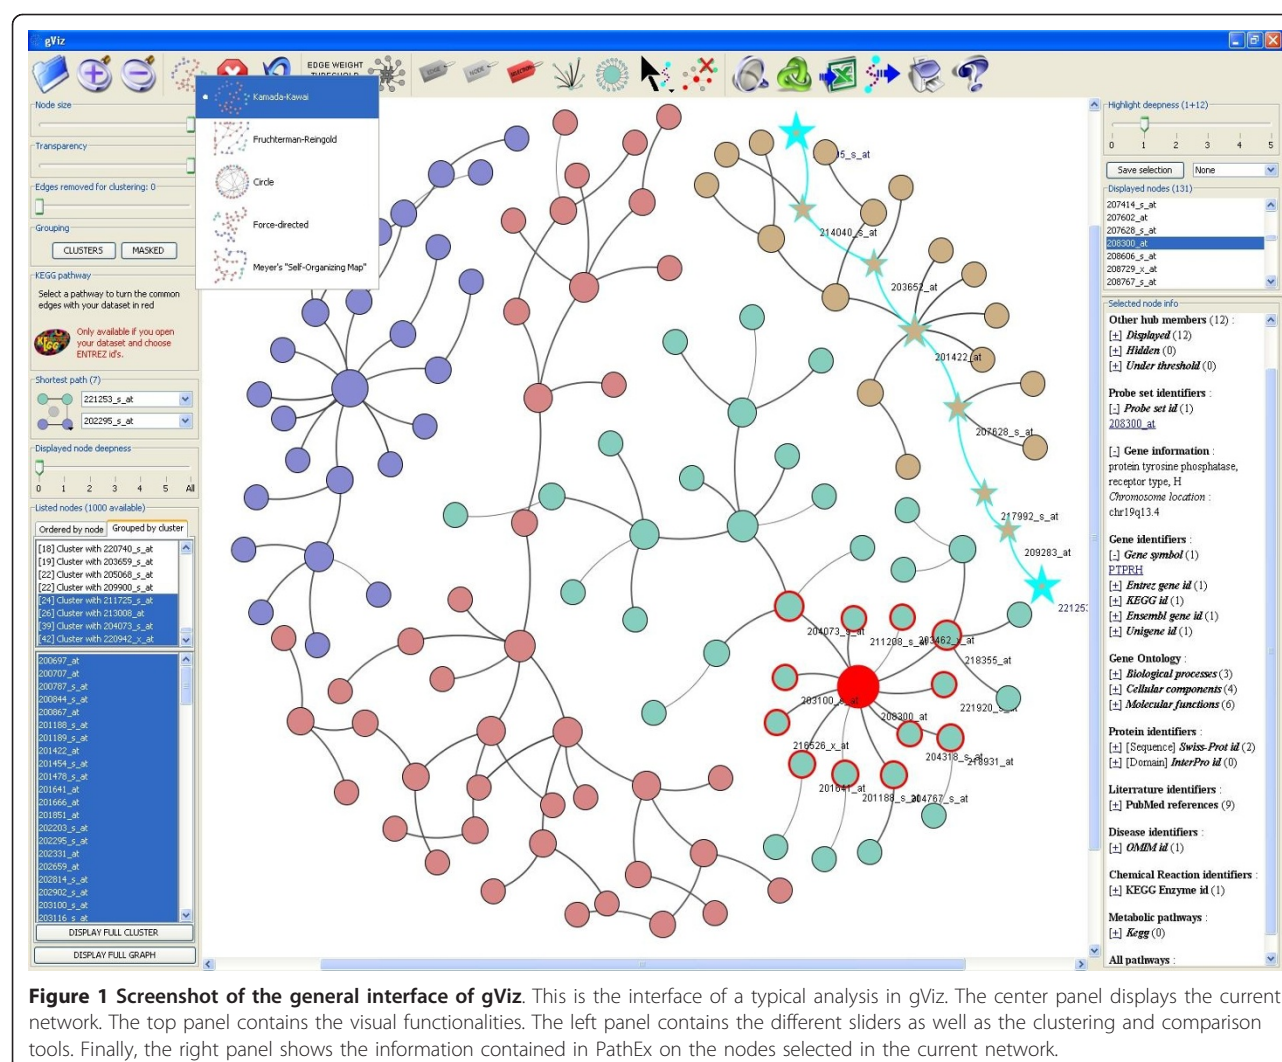 gViz
EDGE WEIGHT
THRESHOLD
EDGE
NODE
SELECTION
Node size
Transparency
Edges removed for clustering: 0
Grouping
CLUSTERS MASKED
KEGG pathway
Select a pathway to turn the common
edges with your dataset in red
KEGG
Only available if you open
your dataset and choose
ENTREZ id's.
Shortest path (7)
221253_s_at
202295_s_at
Displayed node deepness
0 1 2 3 4 5 All
Listed nodes (1000 available)
Ordered by node Grouped by cluster
[18] Cluster with 220740_s_at
[19] Cluster with 203659_s_at
[22] Cluster with 205068_s_at
[22] Cluster with 209900_s_at
[24] Cluster with 211725_s_at
[26] Cluster with 213008_at
[39] Cluster with 204073_s_at
[42] Cluster with 220942_x_at
200697_at
200707_at
200787_s_at
200844_s_at
200867_at
201188_s_at
201189_s_at
201422_at
201454_s_at
201478_s_at
201641_at
201666_at
201851_at
202203_s_at
202295_s_at
202331_at
202659_at
202814_s_at
202902_s_at
203100_s_at
203116_s_at
DISPLAY FULL CLUSTER
DISPLAY FULL GRAPH
Kamada-Kawai
Fruchterman-Reingold
Circle
Force-directed
Meyer's "Self-Organizing Map"
95_s_at
214040_s_at
203652_at
201422_at
207628_s_at
217992_s_at
209283_at
221253
204073_s_at
211208_s_at
203462_x_at
218355_at
203100_s_at
221920_s_at
208300_at
216526_x_at
204318_s_at
218931_at
201641_at
201188_s_at
204767_s_at
Highlight deepness (1+12)
0 1 2 3 4 5
Save selection None
Displayed nodes (131)
207414_s_at
207602_at
207628_s_at
208300_at
208606_s_at
208729_x_at
208767_s_at
Selected node info
Other hub members (12) :
[+] Displayed (12)
[+] Hidden (0)
[+] Under threshold (0)
Probe set identifiers :
[-] Probe set id (1)
208300_at
[-] Gene information :
protein tyrosine phosphatase,
receptor type, H
Chromosome location :
chr19q13.4
Gene identifiers :
[-] Gene symbol (1)
PTPRH
[+] Entrez gene id (1)
[+] KEGG id (1)
[+] Ensembl gene id (1)
[+] Unigene id (1)
Gene Ontology :
[+] Biological processes (3)
[+] Cellular components (4)
[+] Molecular functions (6)
Protein identifiers :
[+] [Sequence] Swiss-Prot id (2)
[+] [Domain] InterPro id (0)
Literrature identifiers :
[+] PubMed references (9)
Disease identifiers :
[+] OMIM id (1)
Chemical Reaction identifiers :
[+] KEGG Enzyme id (1)
Metabolic pathways :
[+] Kegg (0)
All pathways :
Figure 1 Screenshot of the general interface of gViz. This is the interface of a typical analysis in gViz. The center panel displays the current
network. The top panel contains the visual functionalities. The left panel contains the different sliders as well as the clustering and comparison
tools. Finally, the right panel shows the information contained in PathEx on the nodes selected in the current network.